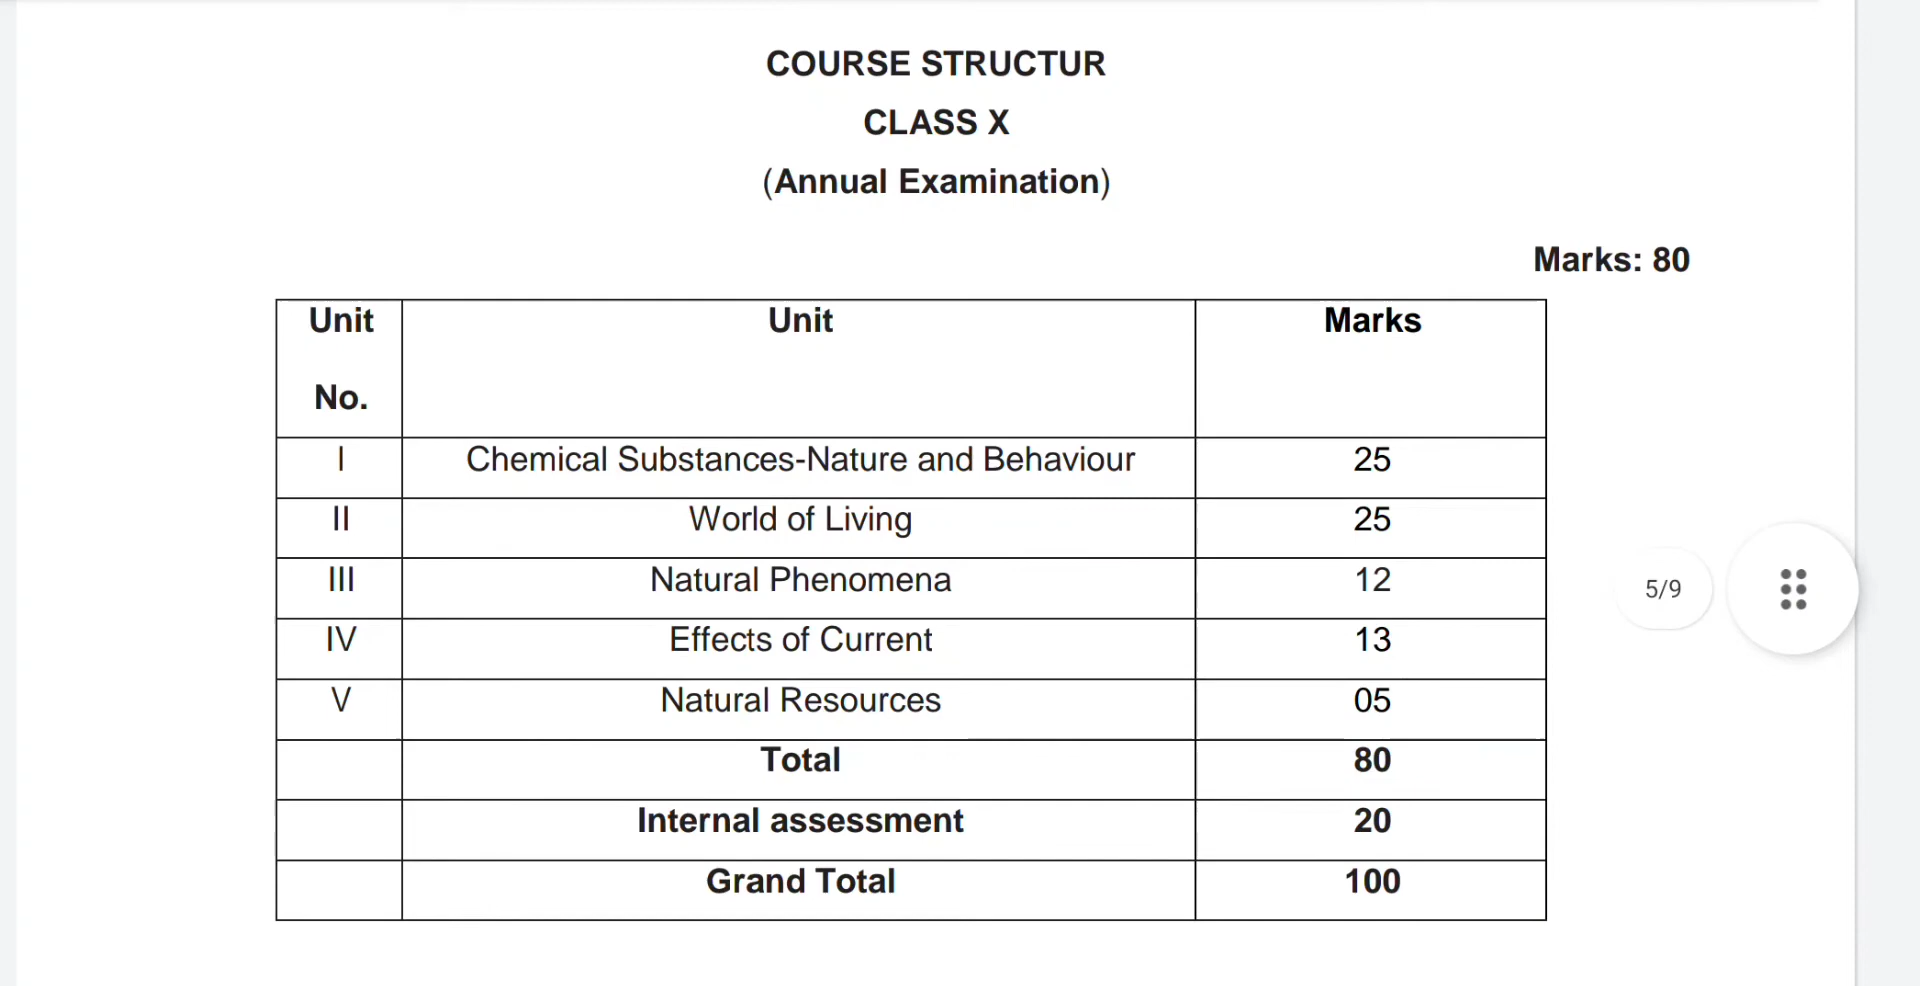 COURSE STRUCTUR
CLASS X
(Annual Examination)
Marks: 80
Unit No. Unit Marks
I Chemical Substances-Nature and Behaviour 25
II World of Living 25
III Natural Phenomena 12
IV Effects of Current 13
V Natural Resources 05
Total 80
Internal assessment 20
Grand Total 100
5/9